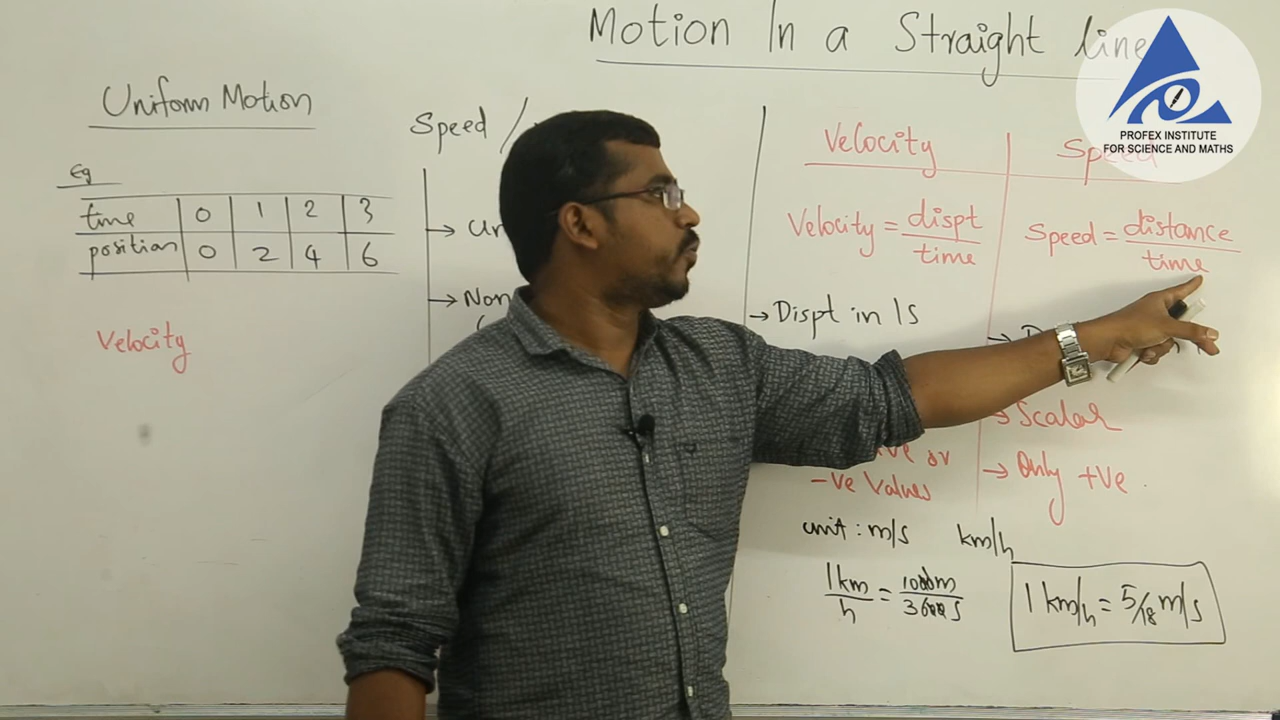 Motion In a Straight line
PROFEX INSTITUTE
FOR SCIENCE AND MATHS
Uniform Motion
Eg
time 0 1 2 3
position 0 2 4 6
Velocity
Speed /
→ Un
→ Non
Velocity
Velocity = dispt / time
→ Dispt in 1s
-ve Values
Speed
Speed = distance / time
→ Scalar
→ Only +ve
unit : m/s km/h
1km / h = 1000m / 3600s
1 km/h = 5/18 m/s